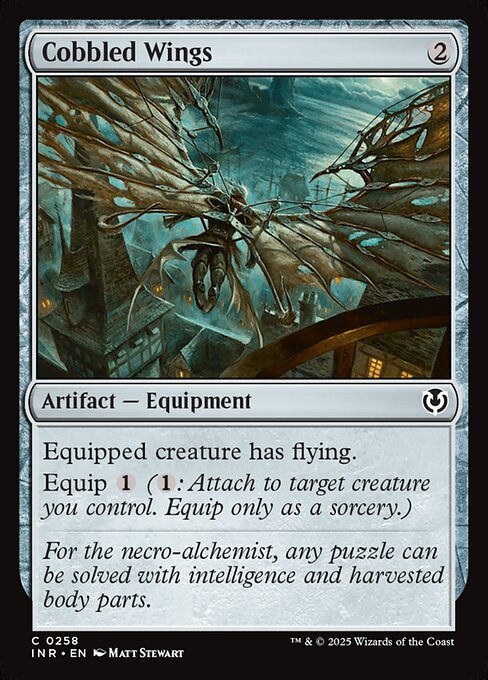 Cobbled Wings 2
Artifact — Equipment
Equipped creature has flying.
Equip 1 (1: Attach to target creature
you control. Equip only as a sorcery.)
For the necro-alchemist, any puzzle can
be solved with intelligence and harvested
body parts.
C 0258
INR • EN Matt Stewart
™ & © 2025 Wizards of the Coast